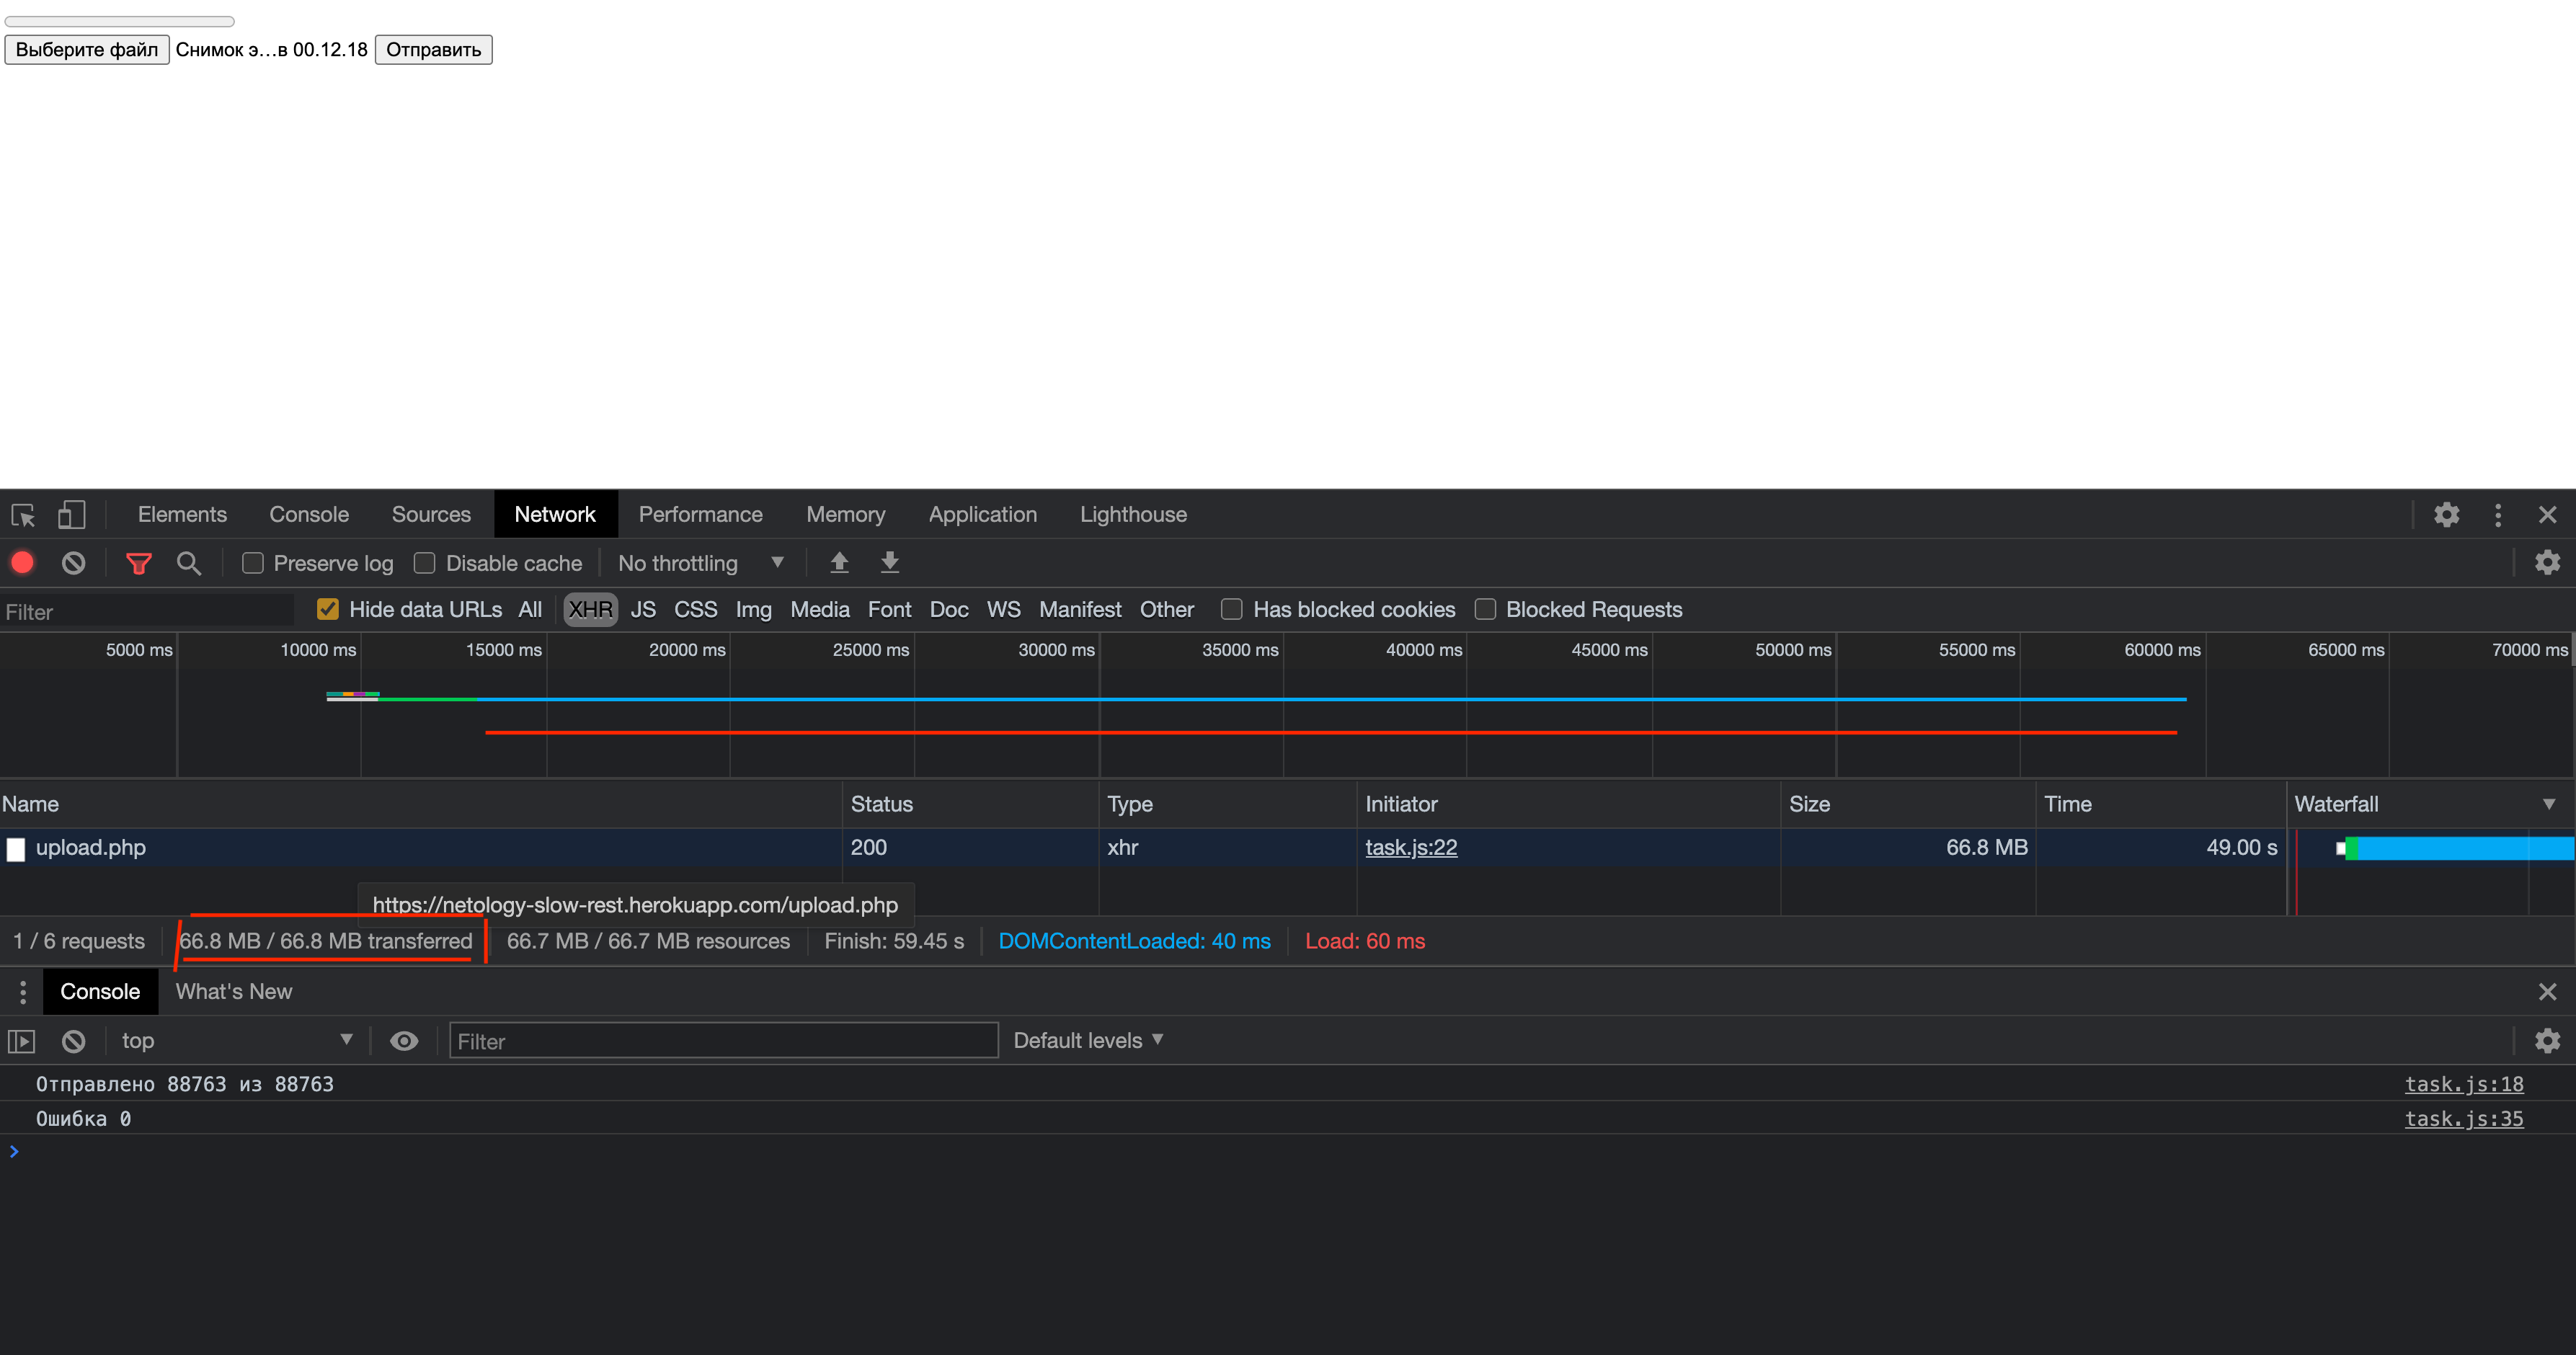 Выберите файл Снимок э...в 00.12.18 Отправить
Elements Console Sources Network Performance Memory Application Lighthouse
Preserve log Disable cache No throttling
Filter Hide data URLs All XHR JS CSS Img Media Font Doc WS Manifest Other Has blocked cookies Blocked Requests
5000 ms 10000 ms 15000 ms 20000 ms 25000 ms 30000 ms 35000 ms 40000 ms 45000 ms 50000 ms 55000 ms 60000 ms 65000 ms 70000 ms
Name Status Type Initiator Size Time Waterfall
upload.php 200 xhr task.js:22 66.8 MB 49.00 s
https://netology-slow-rest.herokuapp.com/upload.php
1 / 6 requests 66.8 MB / 66.8 MB transferred 66.7 MB / 66.7 MB resources Finish: 59.45 s DOMContentLoaded: 40 ms Load: 60 ms
Console What's New
top Filter Default levels
Отправлено 88763 из 88763 task.js:18
Ошибка 0 task.js:35